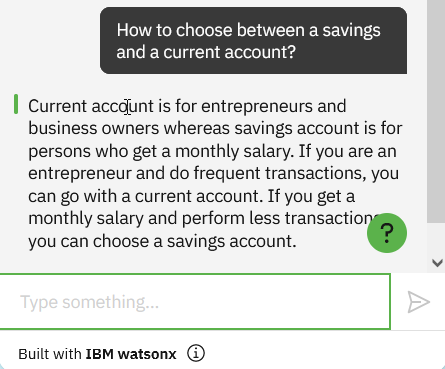 How to choose between a savings
and a current account?
Current account is for entrepreneurs and
business owners whereas savings account is for
persons who get a monthly salary. If you are an
entrepreneur and do frequent transactions, you
can go with a current account. If you get a
monthly salary and perform less transactions
you can choose a savings account.
?
Type something...
Built with IBM watsonx